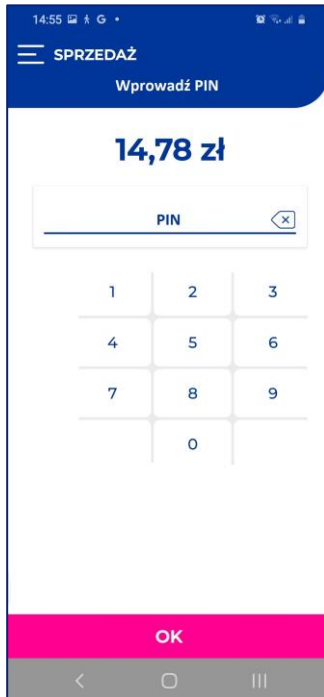 14:55 G •
SPRZEDAŻ
Wprowadź PIN
14,78 zł
PIN
1 2 3
4 5 6
7 8 9
0
OK